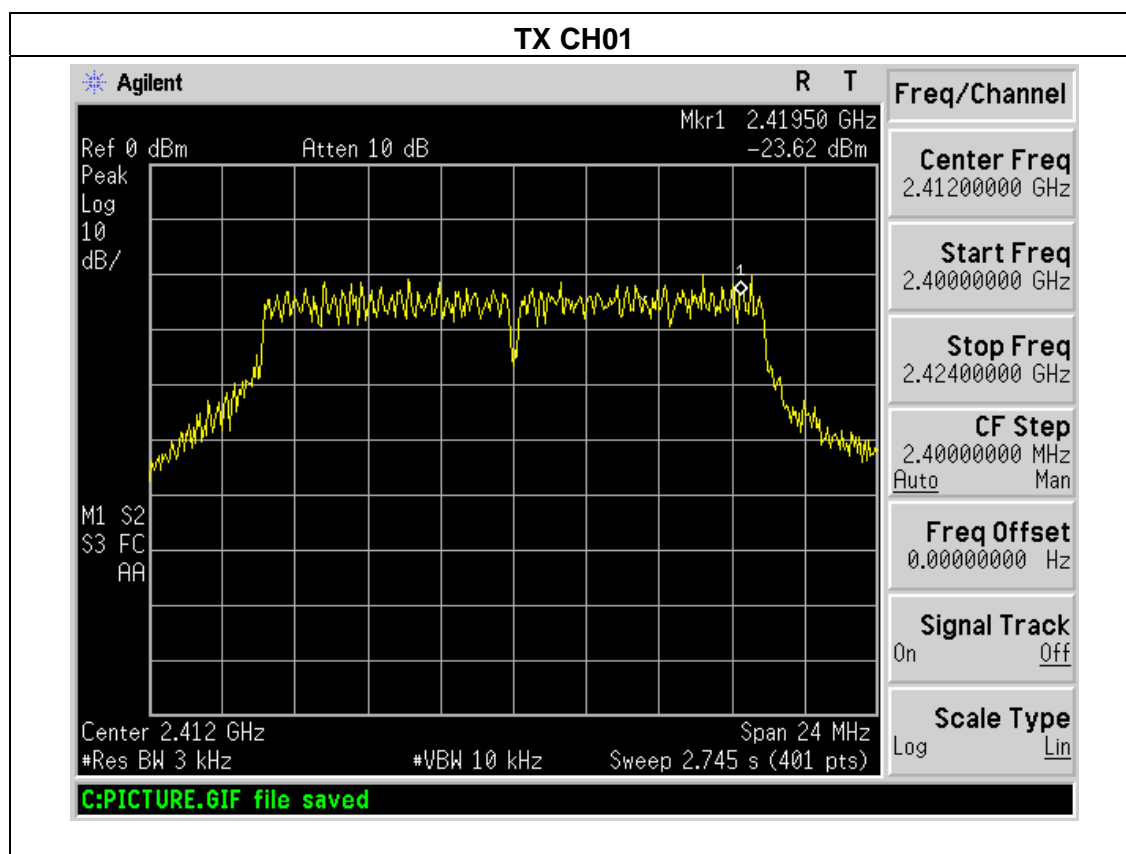 TX CH01
Agilent R T
Mkr1 2.41950 GHz
Ref 0 dBm Atten 10 dB -23.62 dBm
Peak
Log
10
dB/
1
M1 S2
S3 FC
AA
Center 2.412 GHz Span 24 MHz
#Res BW 3 kHz #VBW 10 kHz Sweep 2.745 s (401 pts)
C:PICTURE.GIF file saved
Freq/Channel
Center Freq
2.41200000 GHz
Start Freq
2.40000000 GHz
Stop Freq
2.42400000 GHz
CF Step
2.40000000 MHz
Auto Man
Freq Offset
0.00000000 Hz
Signal Track
On Off
Scale Type
Log Lin